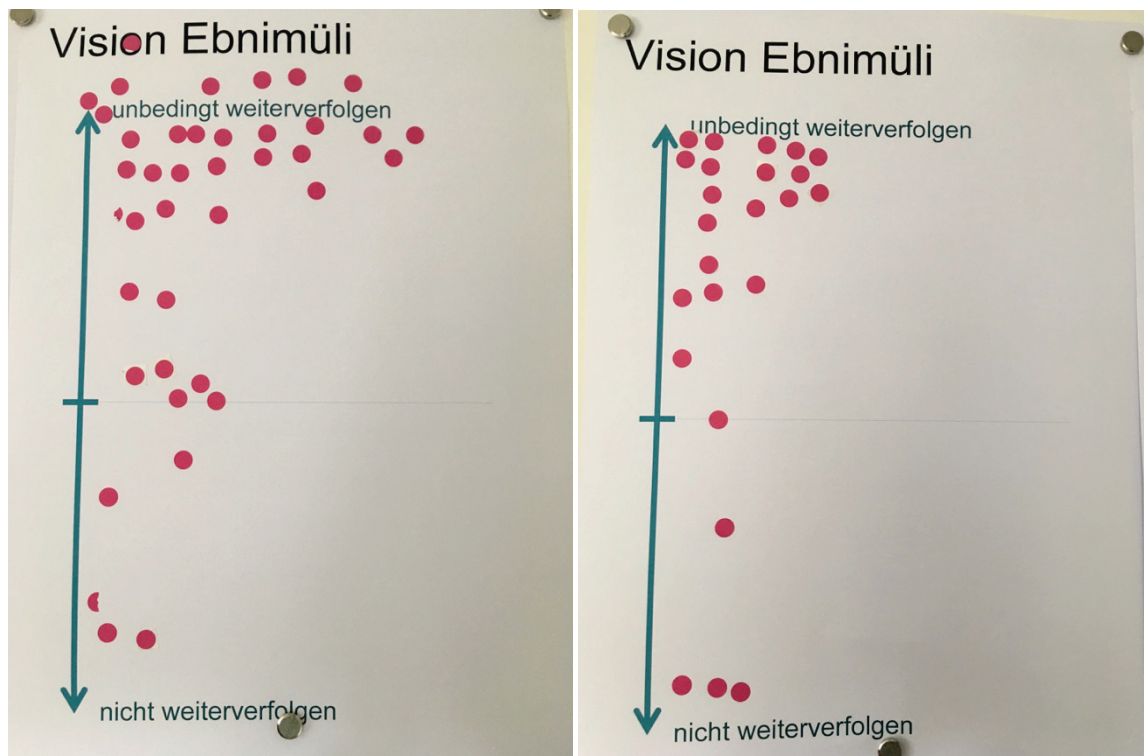 Vision Ebnimüli
unbedingt weiterverfolgen
nicht weiterverfolgen
Vision Ebnimüli
unbedingt weiterverfolgen
nicht weiterverfolgen